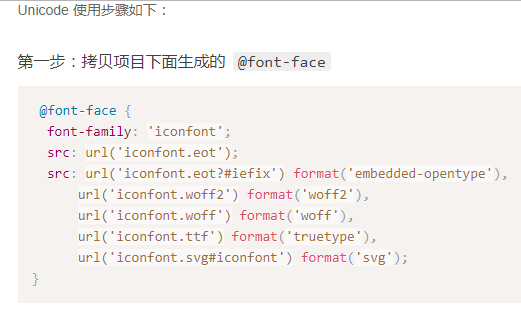 Unicode 使用步骤如下：
第一步：拷贝项目下面生成的 @font-face
@font-face {
font-family: 'iconfont';
src: url('iconfont.eot');
src: url('iconfont.eot?#iefix') format('embedded-opentype'),
url('iconfont.woff2') format('woff2'),
url('iconfont.woff') format('woff'),
url('iconfont.ttf') format('truetype'),
url('iconfont.svg#iconfont') format('svg');
}